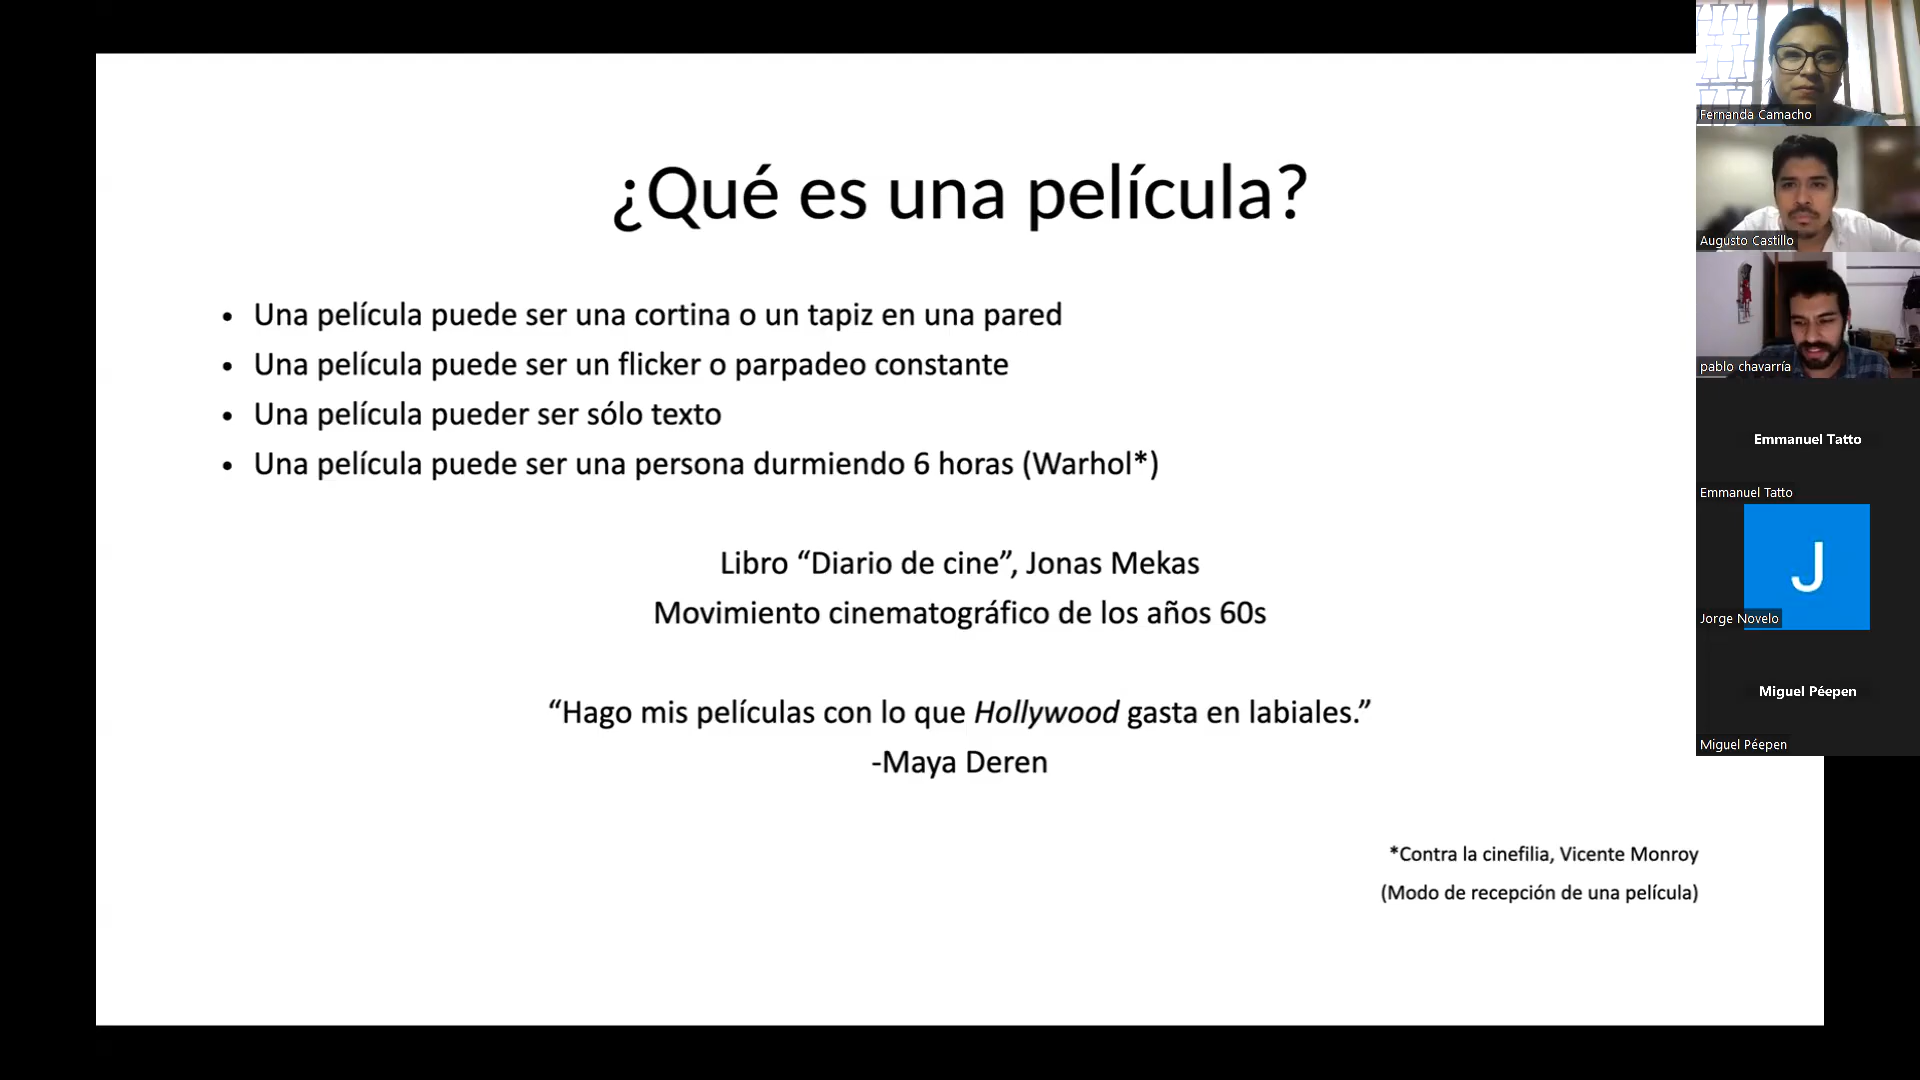 ¿Qué es una película?
• Una película puede ser una cortina o un tapiz en una pared
• Una película puede ser un flicker o parpadeo constante
• Una película pueder ser sólo texto
• Una película puede ser una persona durmiendo 6 horas (Warhol*)
Libro “Diario de cine”, Jonas Mekas
Movimiento cinematográfico de los años 60s
“Hago mis películas con lo que Hollywood gasta en labiales.”
-Maya Deren
*Contra la cinefilia, Vicente Monroy
(Modo de recepción de una película)
Fernanda Camacho
Augusto Castillo
pablo chavarría
Emmanuel Tatto
Emmanuel Tatto
J
Jorge Novelo
Miguel Péepen
Miguel Péepen